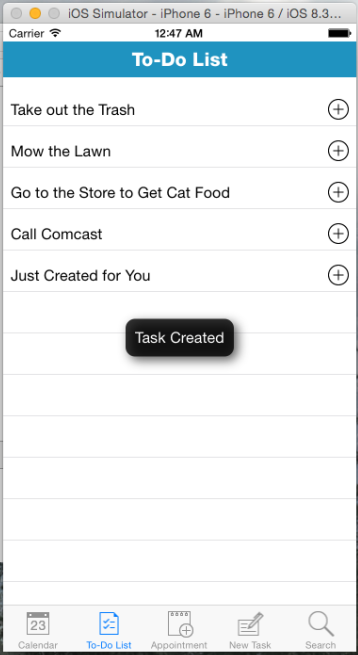 iOS Simulator - iPhone 6 - iPhone 6 / iOS 8.3...
Carrier 12:47 AM
To-Do List
Take out the Trash
Mow the Lawn
Go to the Store to Get Cat Food
Call Comcast
Just Created for You
Task Created
23
Calendar To-Do List Appointment New Task Search